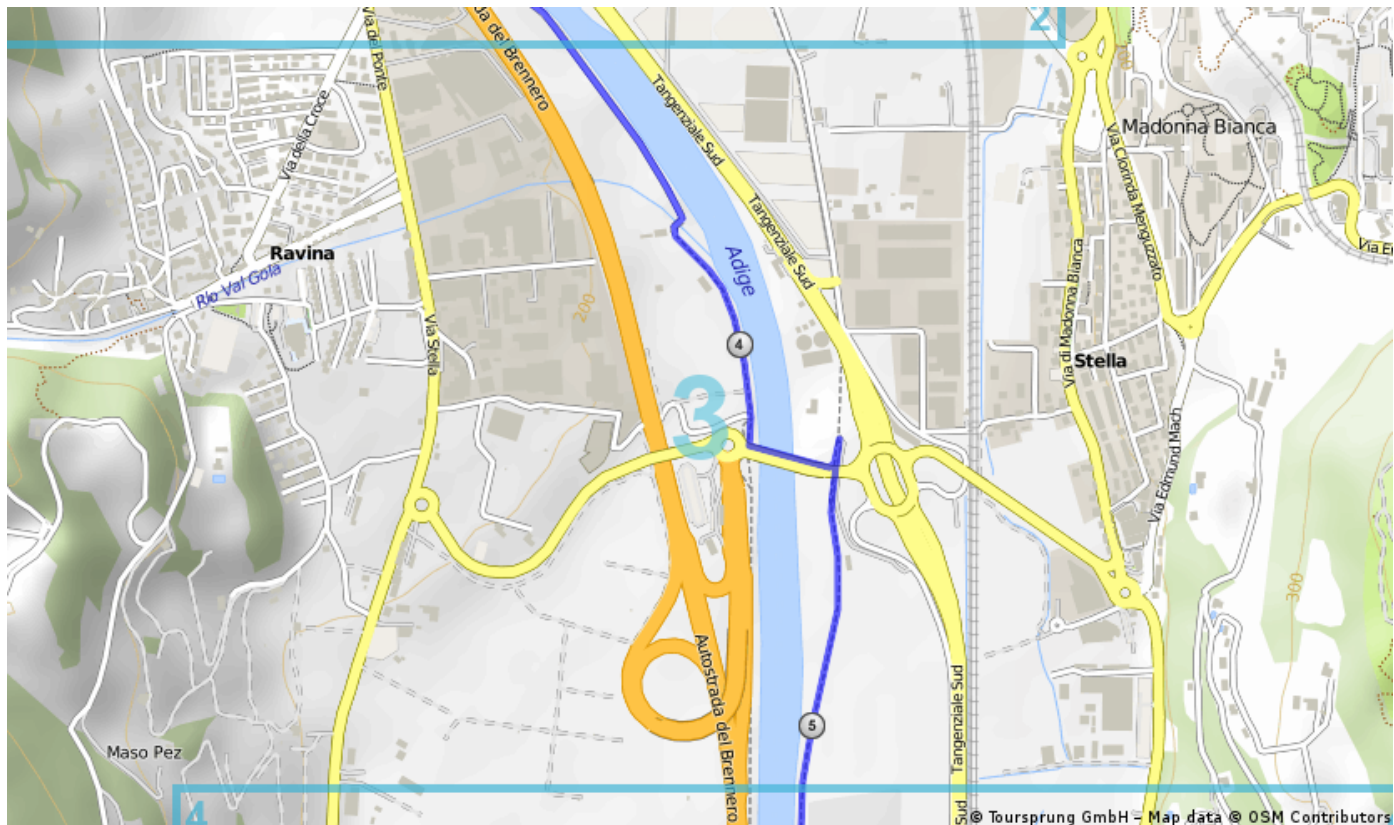 2
Via del Ponte
da del Brennero
Tangenziale Sud
Via della Croce
Madonna Bianca
Via Clorinda Menguzzato
Tangenziale Sud
Ravina
Adige
Via di Madonna Bianca
Rio Val Gola
200
Via Stella
4
Stella
3
Via Edmund Mach
300
Autostrada del Brennero
Tangenziale Sud
5
Maso Pez
4
Sud
© Toursprung GmbH – Map data © OSM Contributors